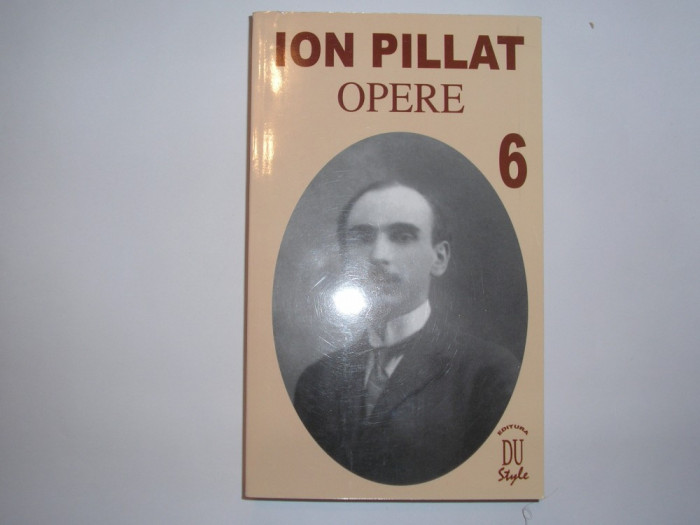 ION PILLAT
OPERE
6
EDITURA
DU
Style